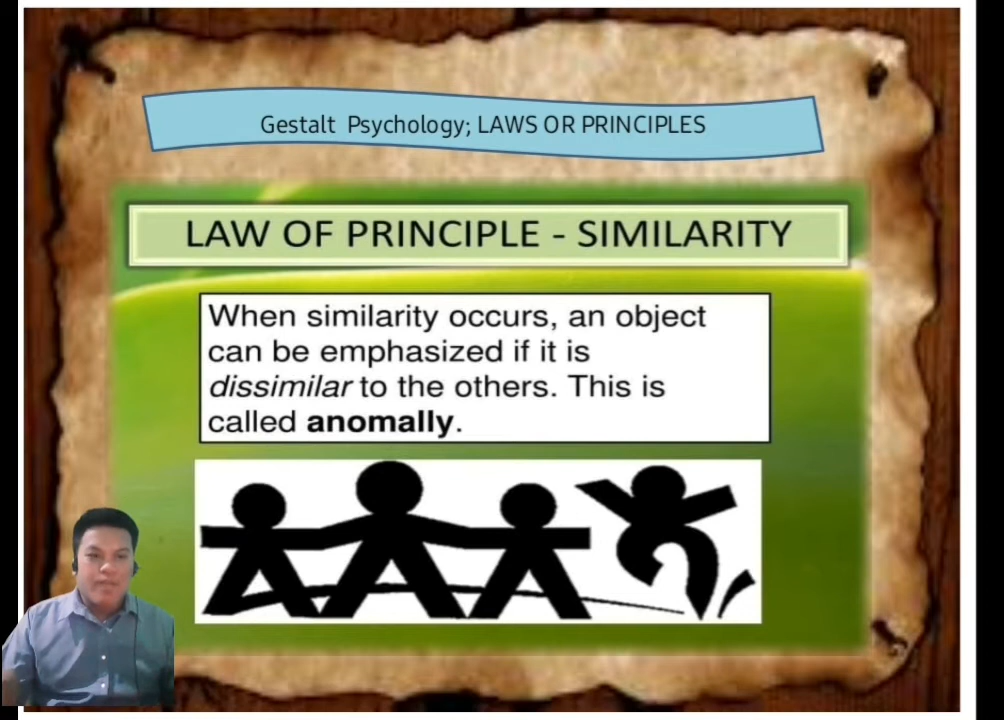 Gestalt Psychology; LAWS OR PRINCIPLES
LAW OF PRINCIPLE - SIMILARITY
When similarity occurs, an object
can be emphasized if it is
dissimilar to the others. This is
called anomally.